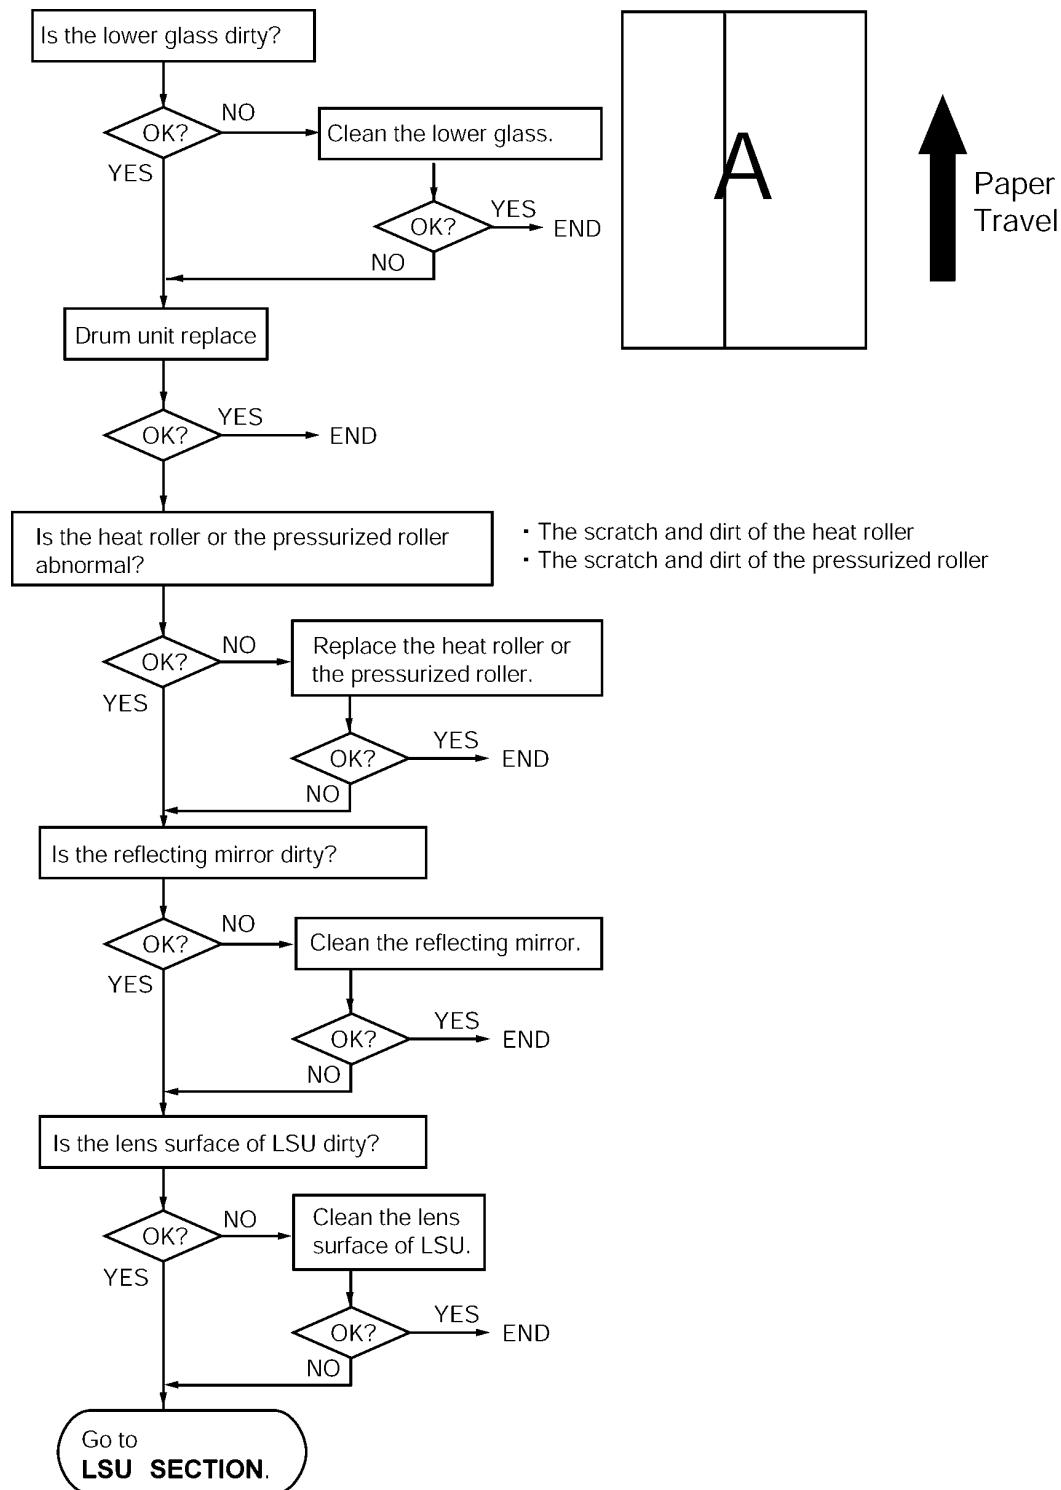 Is the lower glass dirty?
OK?
NO
Clean the lower glass.
YES
OK?
YES
END
NO
A
Paper
Travel
Drum unit replace
OK?
YES
END
Is the heat roller or the pressurized roller
abnormal?
· The scratch and dirt of the heat roller
· The scratch and dirt of the pressurized roller
OK?
NO
Replace the heat roller or
the pressurized roller.
YES
OK?
YES
END
NO
Is the reflecting mirror dirty?
OK?
NO
Clean the reflecting mirror.
YES
OK?
YES
END
NO
Is the lens surface of LSU dirty?
OK?
NO
Clean the lens
surface of LSU.
YES
OK?
YES
END
NO
Go to
LSU SECTION.